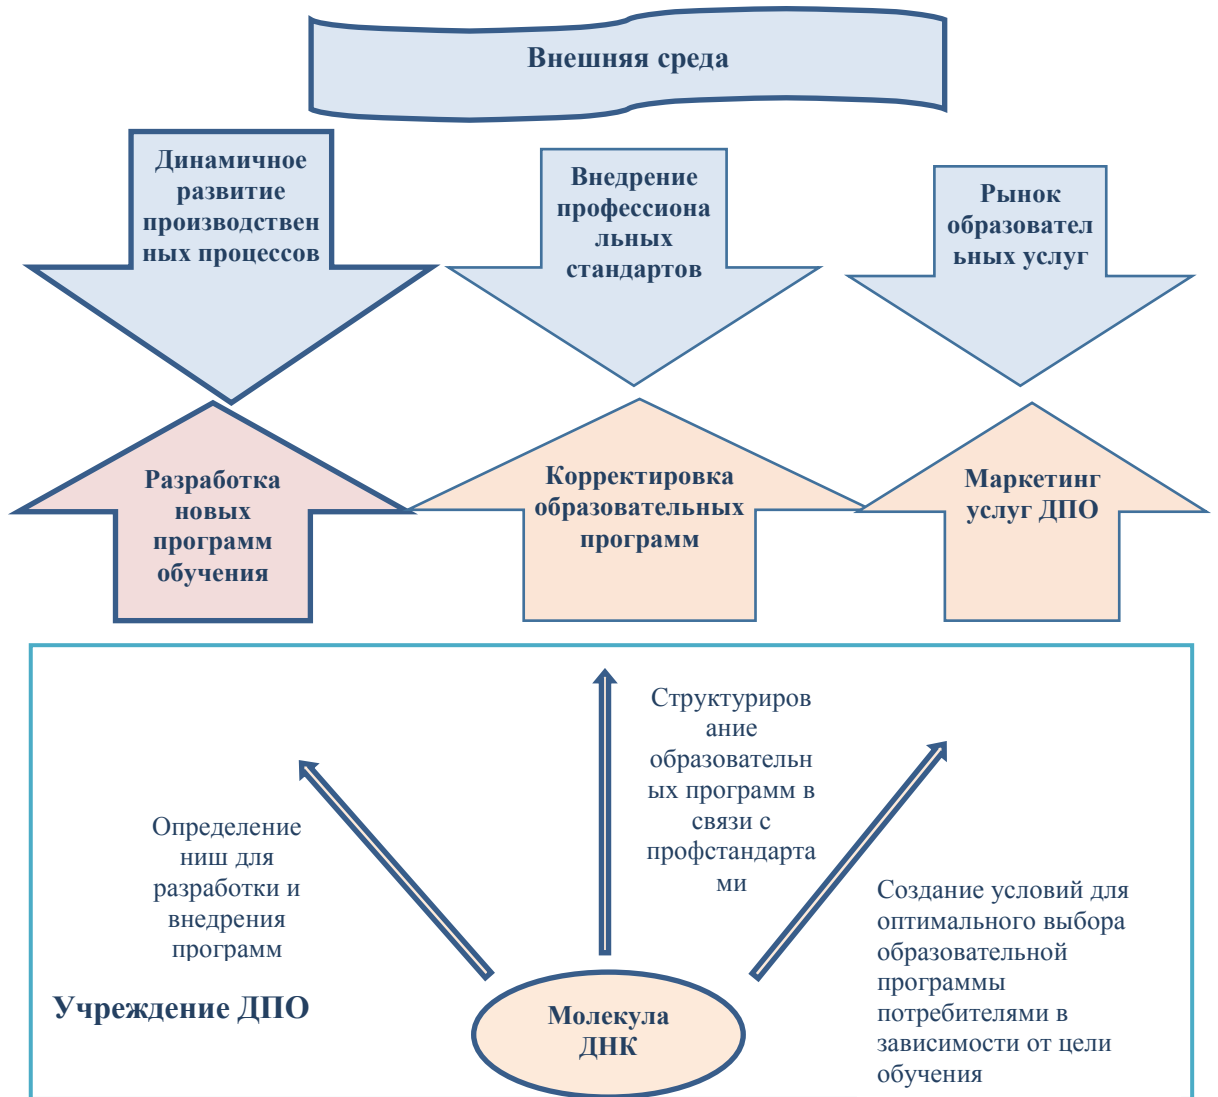 Внешняя среда
Динамичное
развитие
производствен
ных процессов
Внедрение
профессиона
льных
стандартов
Рынок
образовател
ьных услуг
Разработка
новых
программ
обучения
Корректировка
образовательных
программ
Маркетинг
услуг ДПО
Определение
ниш для
разработки и
внедрения
программ
Структуриров
ание
образовательн
ых программ в
связи с
профстандарта
ми
Создание условий для
оптимального выбора
образовательной
программы
потребителями в
зависимости от цели
обучения
Учреждение ДПО
Молекула
ДНК